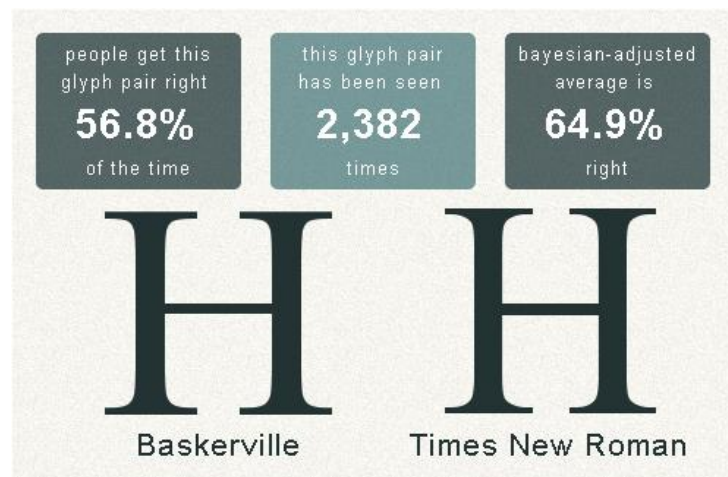 people get this
glyph pair right
56.8%
of the time
this glyph pair
has been seen
2,382
times
bayesian-adjusted
average is
64.9%
right
H
Baskerville
H
Times New Roman